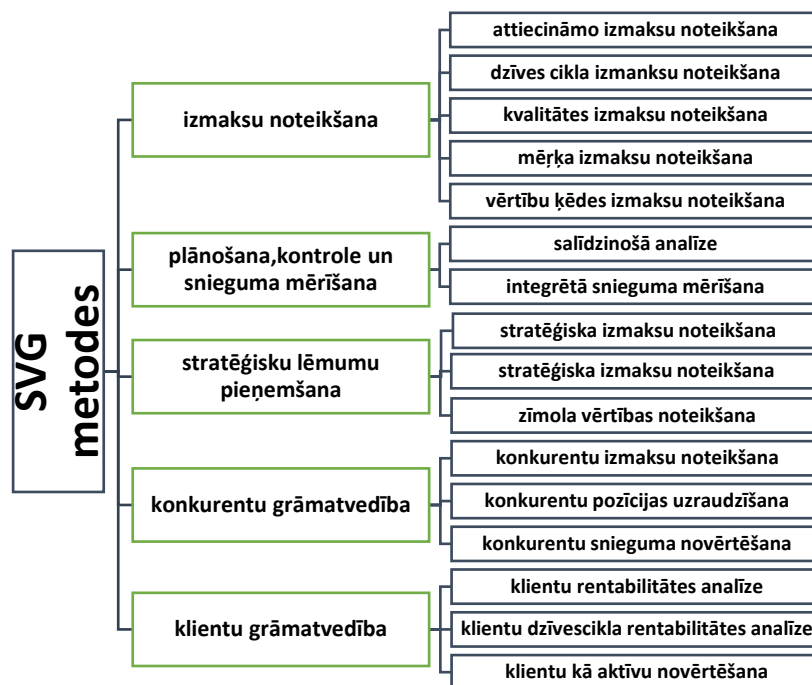 SVG
metodes
izmaksu noteikšana
attiecināmo izmaksu noteikšana
dzīves cikla izmanksu noteikšana
kvalitātes izmaksu noteikšana
mērķa izmaksu noteikšana
vērtību ķēdes izmaksu noteikšana
plānošana,kontrole un
snieguma mērīšana
salīdzinošā analīze
integrētā snieguma mērīšana
stratēģisku lēmumu
pieņemšana
stratēģiska izmaksu noteikšana
stratēģiska izmaksu noteikšana
zīmola vērtības noteikšana
konkurentu grāmatvedība
konkurentu izmaksu noteikšana
konkurentu pozīcijas uzraudzīšana
konkurentu snieguma novērtēšana
klientu grāmatvedība
klientu rentabilitātes analīze
klientu dzīvescikla rentabilitātes analīze
klientu kā aktīvu novērtēšana